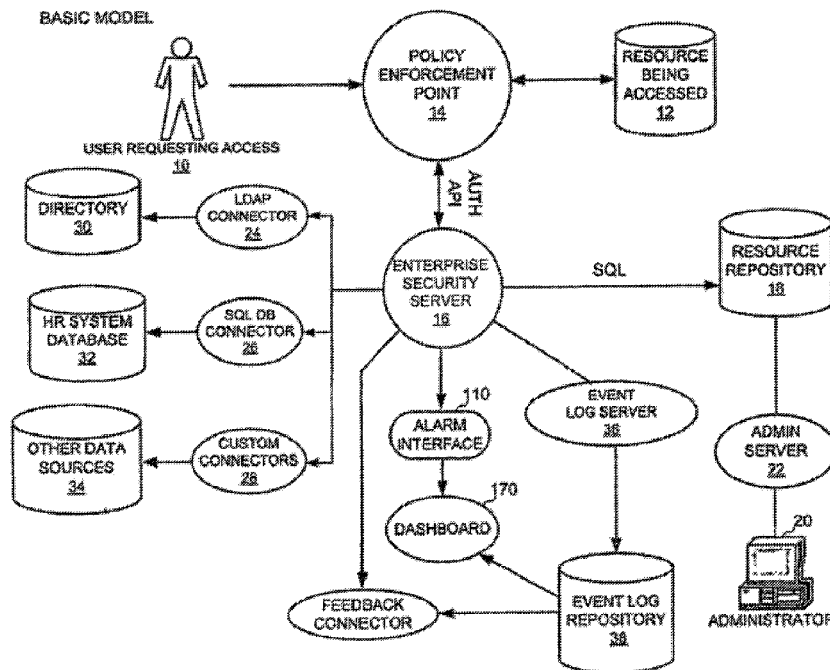 BASIC MODEL
POLICY
ENFORCEMENT
POINT
14
RESOURCE
BEING
ACCESSED
12
USER REQUESTING ACCESS
10
AUTH
API
DIRECTORY
30
LDAP
CONNECTOR
24
ENTERPRISE
SECURITY
SERVER
16
SQL
RESOURCE
REPOSITORY
18
HR SYSTEM
DATABASE
32
SQL DB
CONNECTOR
26
110
ALARM
INTERFACE
EVENT
LOG SERVER
36
OTHER DATA
SOURCES
34
CUSTOM
CONNECTORS
28
ADMIN
SERVER
22
170
DASHBOARD
20
FEEDBACK
CONNECTOR
EVENT LOG
REPOSITORY
38
ADMINISTRATOR